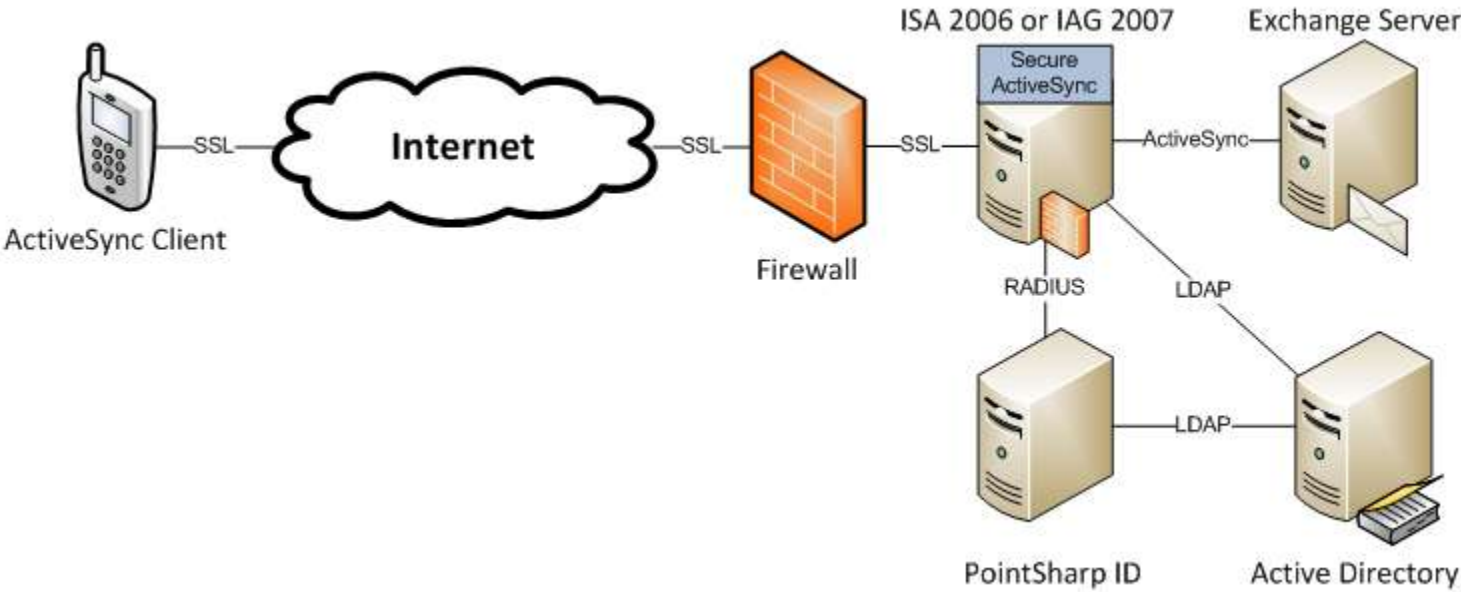 ISA 2006 or IAG 2007
Exchange Server
Secure
ActiveSync
SSL
Internet
SSL
SSL
ActiveSync
ActiveSync Client
Firewall
RADIUS
LDAP
LDAP
PointSharp ID
Active Directory